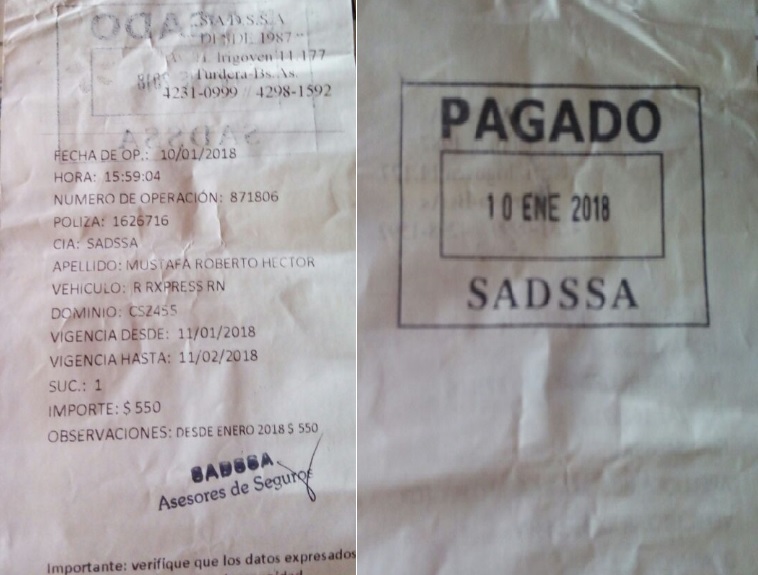 S.A.D S.S.A
DESDE 1987
H. Irigoyen 11.177
Turdera-Bs. As.
4231-0999 // 4298-1592
FECHA DE OP.: 10/01/2018
HORA: 15:59:04
NUMERO DE OPERACIÓN: 871806
POLIZA: 1626716
CIA: SADSSA
APELLIDO: MUSTAFA ROBERTO HECTOR
VEHICULO: R RXPRESS RN
DOMINIO: CSZ455
VIGENCIA DESDE: 11/01/2018
VIGENCIA HASTA: 11/02/2018
SUC.: 1
IMPORTE: $ 550
OBSERVACIONES: DESDE ENERO 2018 $ 550
SADSSA
Asesores de Seguros
Importante: verifique que los datos expresados
PAGADO
10 ENE 2018
SADSSA